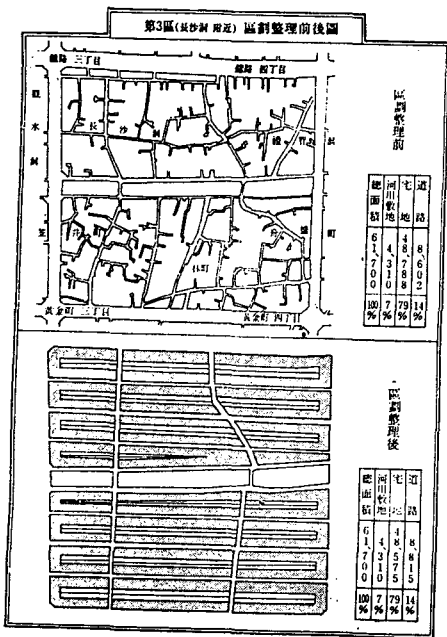 第3區(長沙洞 附近) 區劃整理前後圖
鐘路 三丁目
鐘路 四丁目
長
沙
洞
水
洞
町
林町
黃金町 三丁目
黃金町 四丁目
區劃整理前
道路 8,602 14%
宅地 48,788 79%
河川敷地 4,310 7%
總面積 61,700 100%
區劃整理後
道路 8,815 14%
宅地 48,575 79%
河川敷地 4,310 7%
總面積 61,700 100%